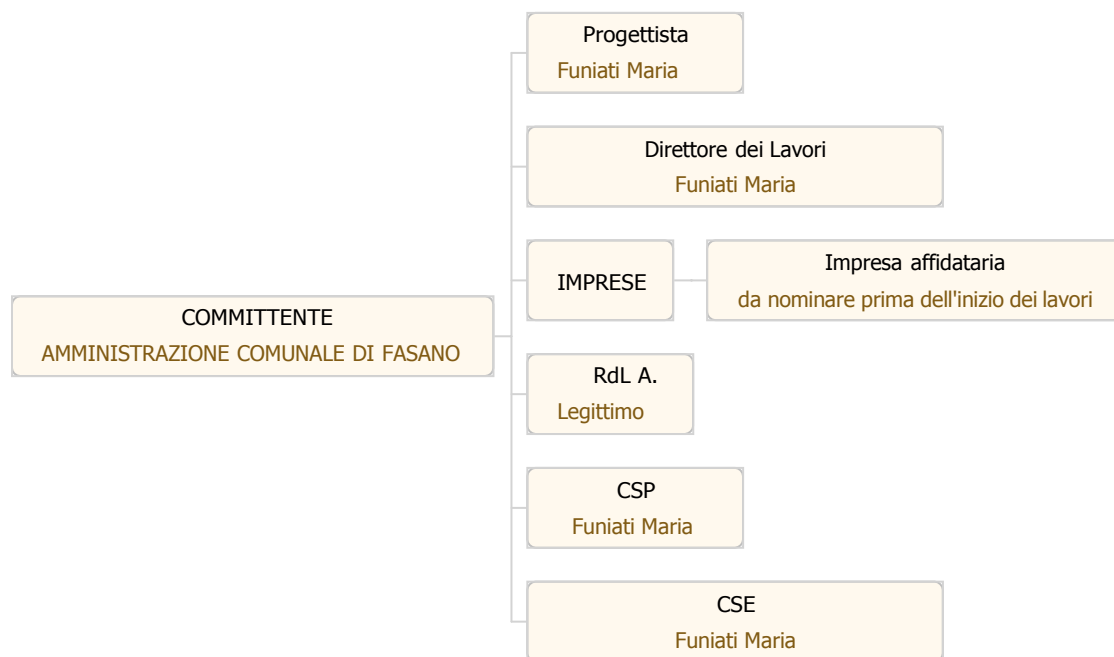 Progettista
Funiati Maria
Direttore dei Lavori
Funiati Maria
IMPRESE
Impresa affidataria
da nominare prima dell'inizio dei lavori
COMMITTENTE
AMMINISTRAZIONE COMUNALE DI FASANO
RdL A.
Legittimo
CSP
Funiati Maria
CSE
Funiati Maria